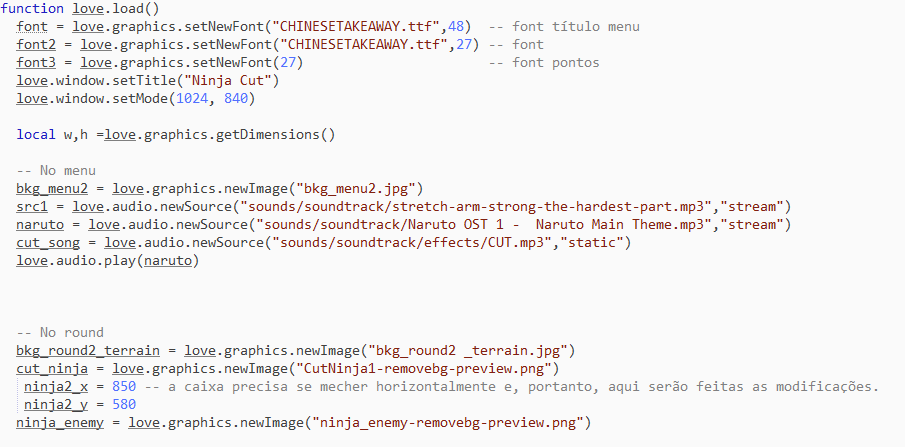 function love.load()
font = love.graphics.setNewFont("CHINESETAKEAWAY.ttf",48)  -- font título menu
font2 = love.graphics.setNewFont("CHINESETAKEAWAY.ttf",27) -- font
font3 = love.graphics.setNewFont(27)                       -- font pontos
love.window.setTitle("Ninja Cut")
love.window.setMode(1024, 840)
local w,h =love.graphics.getDimensions()
-- No menu
bkg_menu2 = love.graphics.newImage("bkg_menu2.jpg")
src1 = love.audio.newSource("sounds/soundtrack/stretch-arm-strong-the-hardest-part.mp3","stream")
naruto = love.audio.newSource("sounds/soundtrack/Naruto OST 1 -  Naruto Main Theme.mp3","stream")
cut_song = love.audio.newSource("sounds/soundtrack/effects/CUT.mp3","static")
love.audio.play(naruto)
-- No round
bkg_round2_terrain = love.graphics.newImage("bkg_round2 _terrain.jpg")
cut_ninja = love.graphics.newImage("CutNinja1-removebg-preview.png")
ninja2_x = 850 -- a caixa precisa se mecher horizontalmente e, portanto, aqui serão feitas as modificações.
ninja2_y = 580
ninja_enemy = love.graphics.newImage("ninja_enemy-removebg-preview.png")